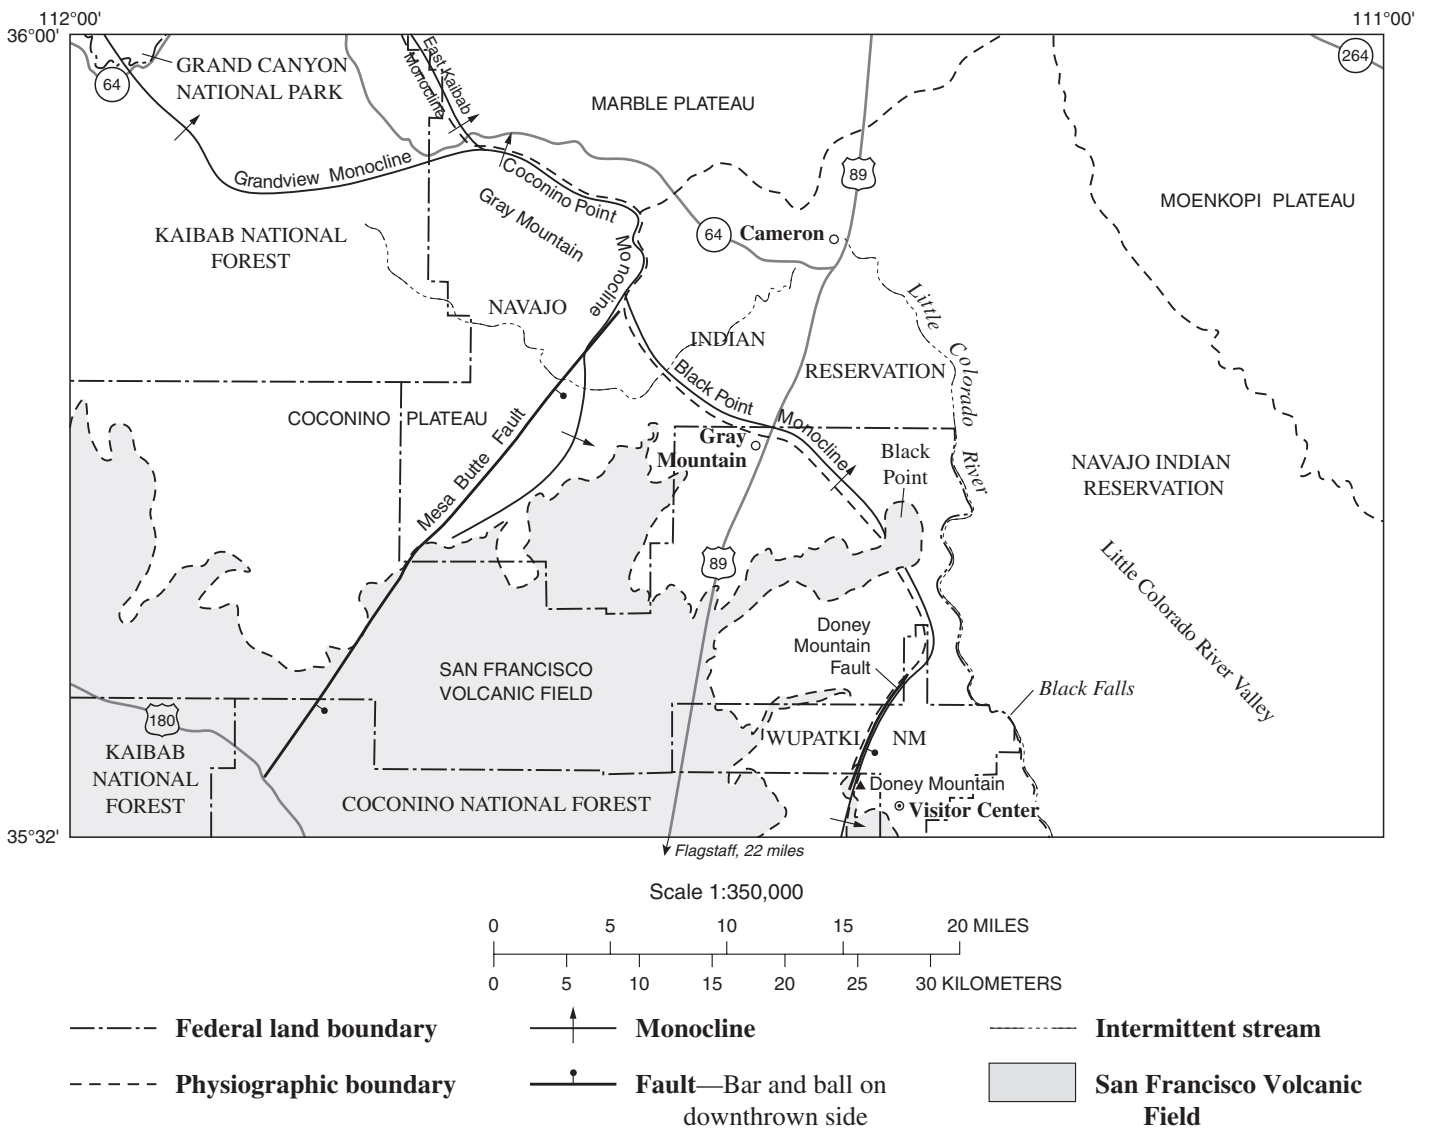 112°00'
111°00'
36°00'
264
64
GRAND CANYON
NATIONAL PARK
East Kaibab
Monocline
MARBLE PLATEAU
89
Grandview Monocline
Coconino Point
Monocline
Gray Mountain
MOENKOPI PLATEAU
KAIBAB NATIONAL
FOREST
64
Cameron
NAVAJO
INDIAN
RESERVATION
Little Colorado River
COCONINO PLATEAU
Black Point Monocline
Mesa Butte Fault
Gray
Mountain
Black
Point
NAVAJO INDIAN
RESERVATION
89
Little Colorado River Valley
Doney
Mountain
Fault
SAN FRANCISCO
VOLCANIC FIELD
Black Falls
180
KAIBAB
NATIONAL
FOREST
WUPATKI NM
Doney Mountain
COCONINO NATIONAL FOREST
Visitor Center
35°32'
Flagstaff, 22 miles
Scale 1:350,000
0 5 10 15 20 MILES
0 5 10 15 20 25 30 KILOMETERS
Federal land boundary
Monocline
Intermittent stream
Physiographic boundary
Fault—Bar and ball on
downthrown side
San Francisco Volcanic
Field